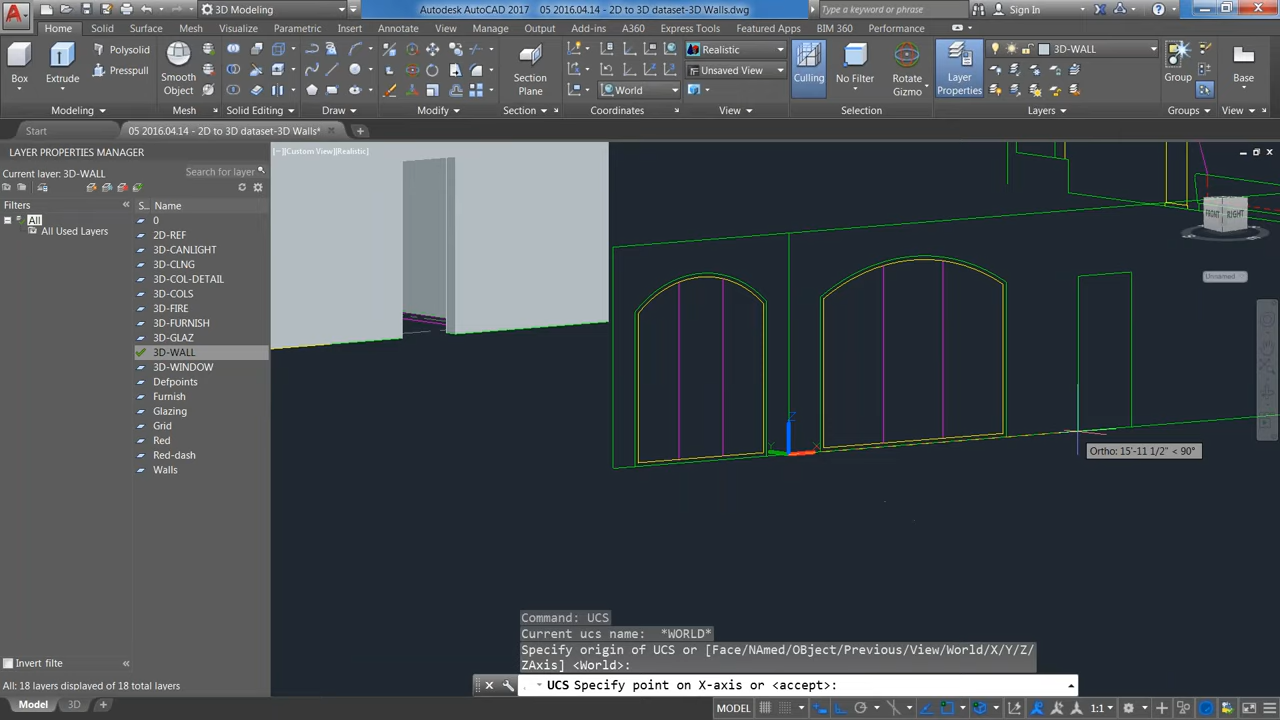 3D Modeling
Autodesk AutoCAD 2017 05 2016.04.14 - 2D to 3D dataset-3D Walls.dwg
Type a keyword or phrase
Sign In
Home Solid Surface Mesh Visualize Parametric Insert Annotate View Manage Output Add-ins A360 Express Tools Featured Apps BIM 360 Performance
Box
Extrude
Polysolid
Presspull
Smooth
Object
Section
Plane
Realistic
Unsaved View
World
Culling
No Filter
Rotate
Gizmo
Layer
Properties
3D-WALL
Group
Base
Modeling Mesh Solid Editing Draw Modify Section Coordinates View Selection Layers Groups View
Start
05 2016.04.14 - 2D to 3D dataset-3D Walls*
LAYER PROPERTIES MANAGER
[−][Custom View][Realistic]
Current layer: 3D-WALL
Search for layer
Filters
S.. Name
All
All Used Layers
0
2D-REF
3D-CANLIGHT
3D-CLNG
3D-COL-DETAIL
3D-COLS
3D-FIRE
3D-FURNISH
3D-GLAZ
3D-WALL
3D-WINDOW
Defpoints
Furnish
Glazing
Grid
Red
Red-dash
Walls
FRONT RIGHT
Unnamed
Z
Y
X
Ortho: 15'-11 1/2" < 90°
Command: UCS
Current ucs name: *WORLD*
Specify origin of UCS or [Face/NAmed/OBject/Previous/View/World/X/Y/Z/
ZAxis] <World>:
UCS Specify point on X-axis or <accept>:
Invert filte
All: 18 layers displayed of 18 total layers
Model 3D
MODEL
1:1